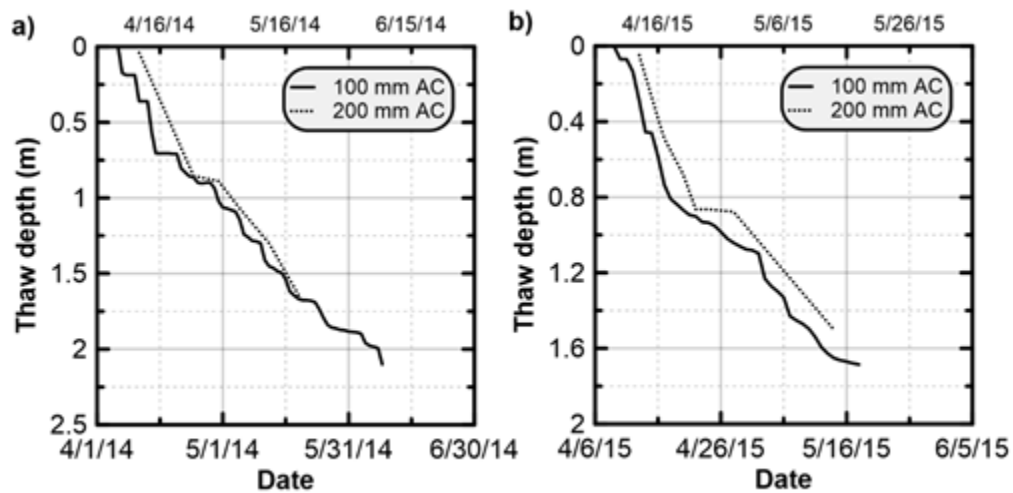 a)
4/16/14 5/16/14 6/15/14
0
0.5
1
1.5
2
2.5
Thaw depth (m)
100 mm AC
200 mm AC
4/1/14 5/1/14 5/31/14 6/30/14
Date
b)
4/16/15 5/6/15 5/26/15
0
0.4
0.8
1.2
1.6
2
Thaw depth (m)
100 mm AC
200 mm AC
4/6/15 4/26/15 5/16/15 6/5/15
Date